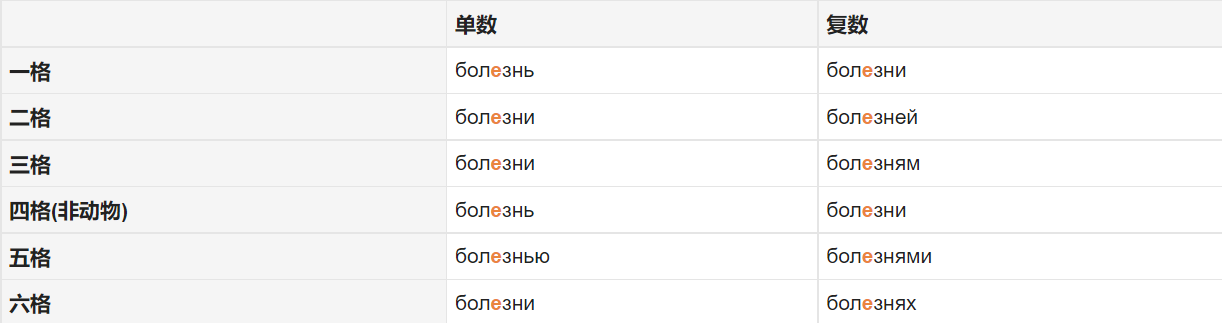 单数 复数
一格 болезнь болезни
二格 болезни болезней
三格 болезни болезням
四格(非动物) болезнь болезни
五格 болезнью болезнями
六格 болезни болезнях